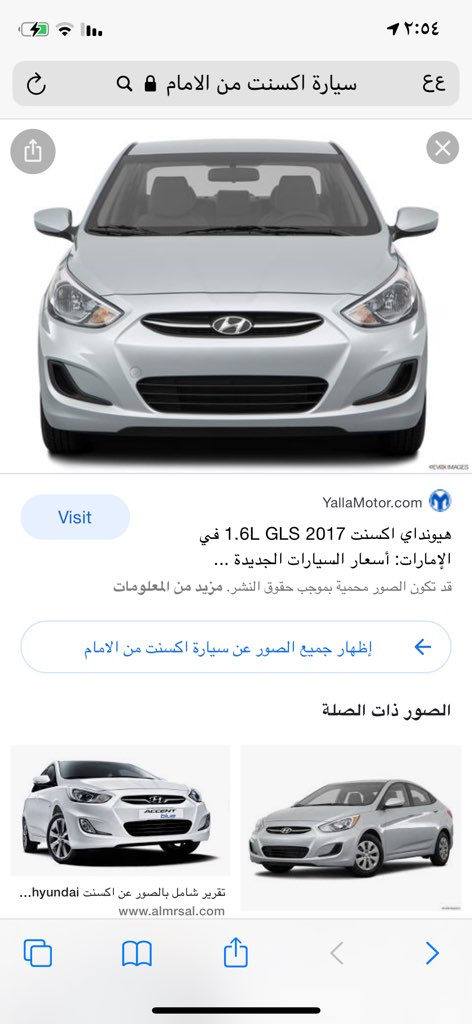 ٢:٥٤
عع
سيارة اكسنت من الامام
©EVOX IMAGES
YallaMotor.com
Visit
هيونداي اكسنت 2017 1.6L GLS في
الإمارات: أسعار السيارات الجديدة ...
قد تكون الصور محمية بموجب حقوق النشر. مزيد من المعلومات
إظهار جميع الصور عن سيارة اكسنت من الامام
الصور ذات الصلة
ACCENT
blue
تقرير شامل بالصور عن اكسنت hyundai...
www.almrsal.com